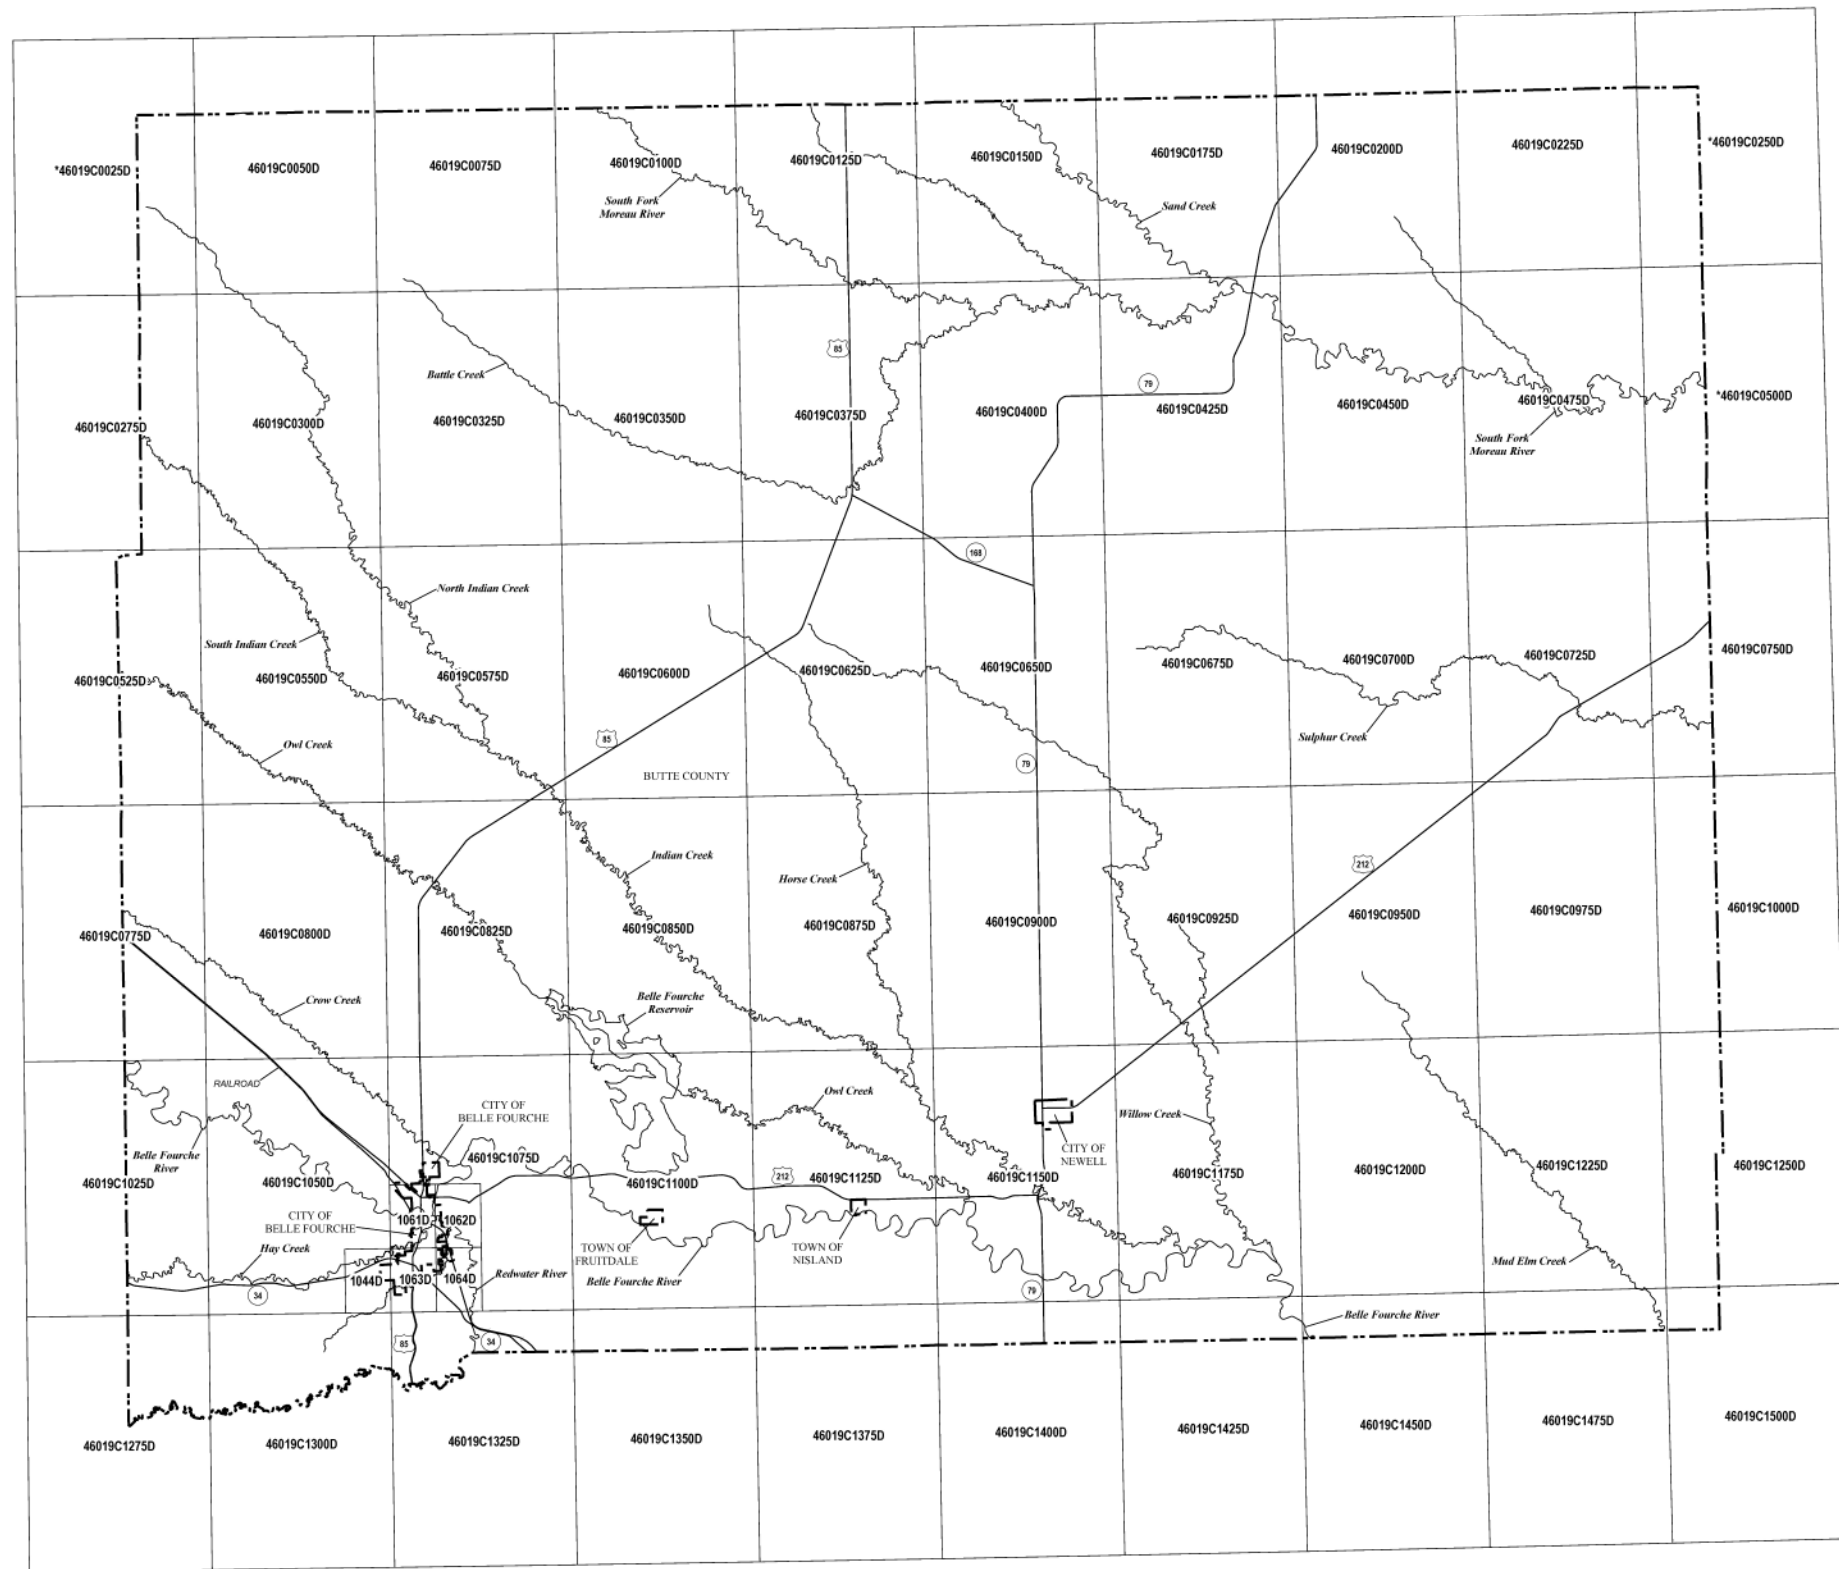 *46019C0025D
46019C0050D
46019C0075D
46019C0100D
46019C0125D
46019C0150D
46019C0175D
46019C0200D
46019C0225D
*46019C0250D
South Fork
Moreau River
Sand Creek
85
Battle Creek
79
46019C0275D
46019C0300D
46019C0325D
46019C0350D
46019C0375D
46019C0400D
46019C0425D
46019C0450D
46019C0475D
*46019C0500D
South Fork
Moreau River
168
North Indian Creek
South Indian Creek
46019C0525D
46019C0550D
46019C0575D
46019C0600D
46019C0625D
46019C0650D
46019C0675D
46019C0700D
46019C0725D
46019C0750D
Owl Creek
85
Sulphur Creek
79
BUTTE COUNTY
Indian Creek
Horse Creek
212
46019C0775D
46019C0800D
46019C0825D
46019C0850D
46019C0875D
46019C0900D
46019C0925D
46019C0950D
46019C0975D
46019C1000D
Crow Creek
Belle Fourche
Reservoir
RAILROAD
Owl Creek
CITY OF
BELLE FOURCHE
Willow Creek
CITY OF
NEWELL
Belle Fourche
River
46019C1025D
46019C1050D
46019C1075D
46019C1100D
212
46019C1125D
46019C1150D
46019C1175D
46019C1200D
46019C1225D
46019C1250D
CITY OF
BELLE FOURCHE
1061D
1062D
Hay Creek
TOWN OF
FRUITDALE
TOWN OF
NISLAND
Mud Elm Creek
1044D
1063D
1064D
Redwater River
Belle Fourche River
34
79
Belle Fourche River
85
34
46019C1275D
46019C1300D
46019C1325D
46019C1350D
46019C1375D
46019C1400D
46019C1425D
46019C1450D
46019C1475D
46019C1500D